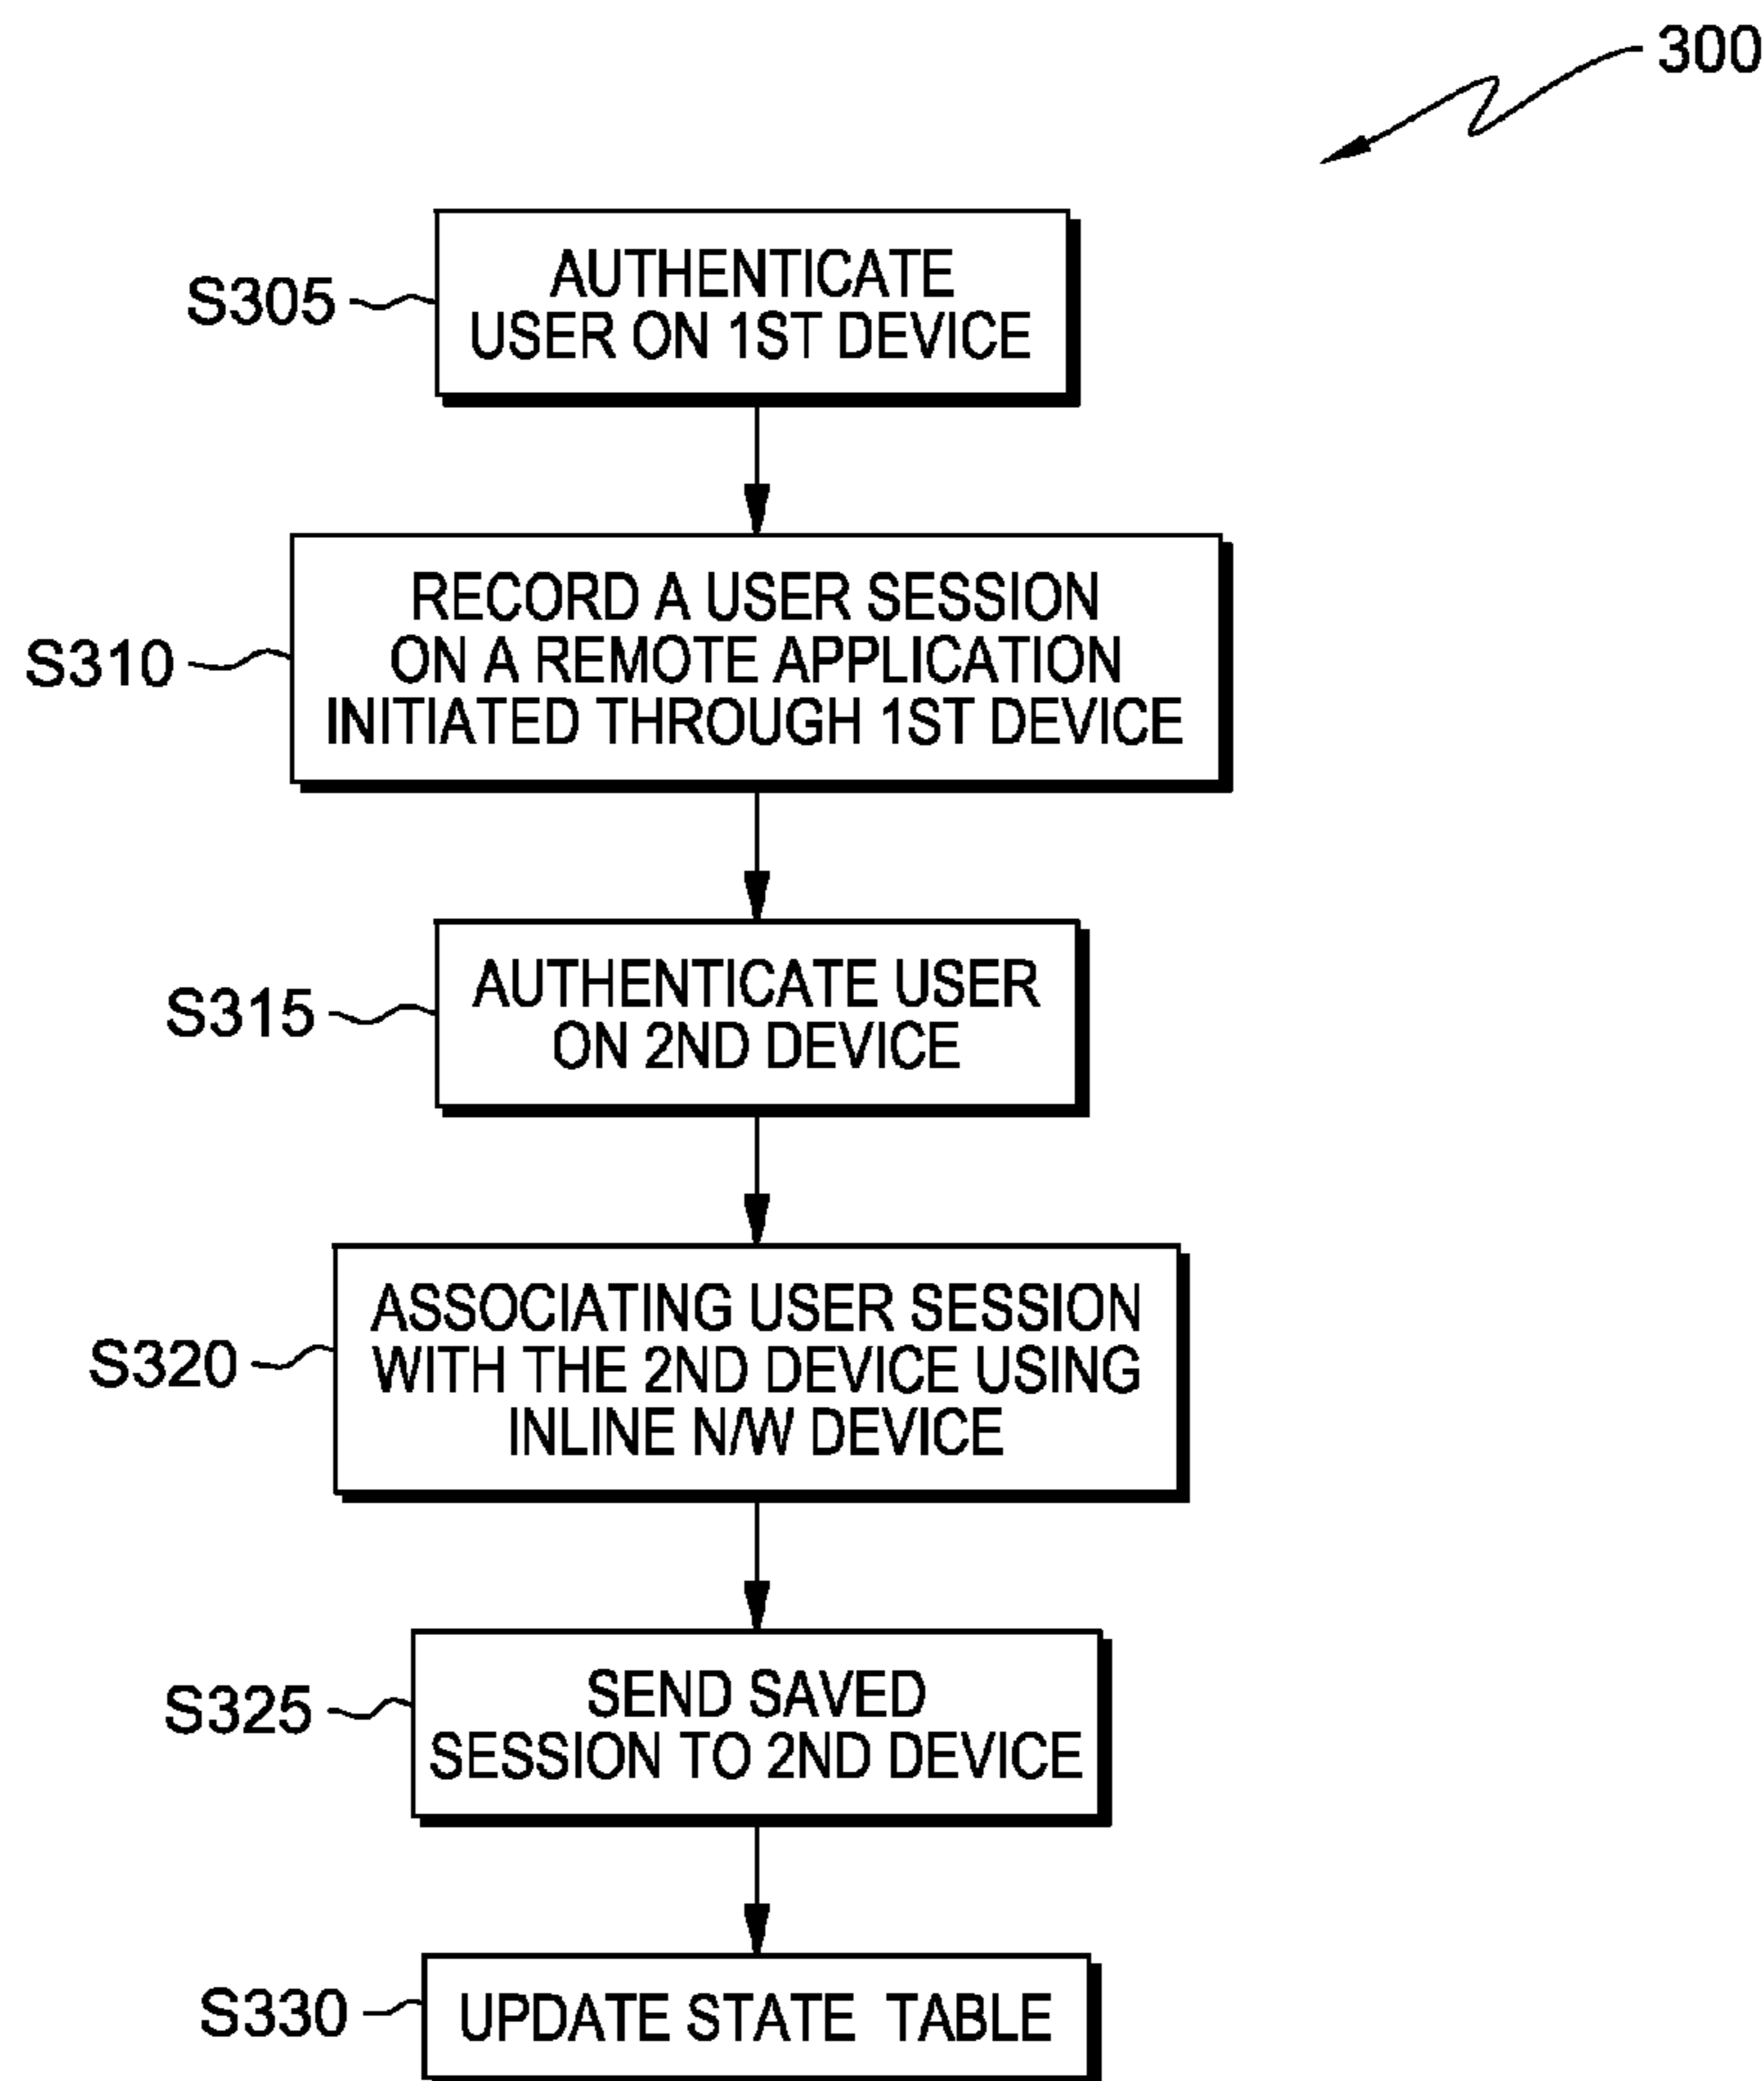 300
S305
AUTHENTICATE
USER ON 1ST DEVICE
S310
RECORD A USER SESSION
ON A REMOTE APPLICATION
INITIATED THROUGH 1ST DEVICE
S315
AUTHENTICATE USER
ON 2ND DEVICE
S320
ASSOCIATING USER SESSION
WITH THE 2ND DEVICE USING
INLINE N/W DEVICE
S325
SEND SAVED
SESSION TO 2ND DEVICE
S330
UPDATE STATE TABLE